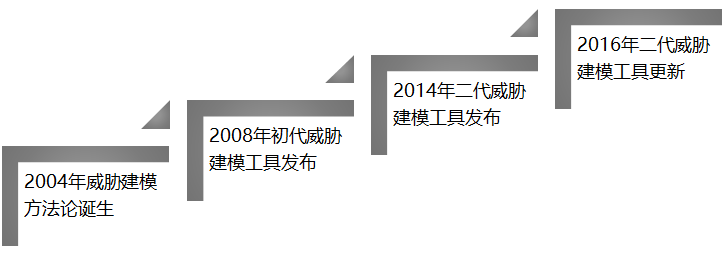 2004年威胁建模
方法论诞生
2008年初代威胁
建模工具发布
2014年二代威胁
建模工具发布
2016年二代威胁
建模工具更新